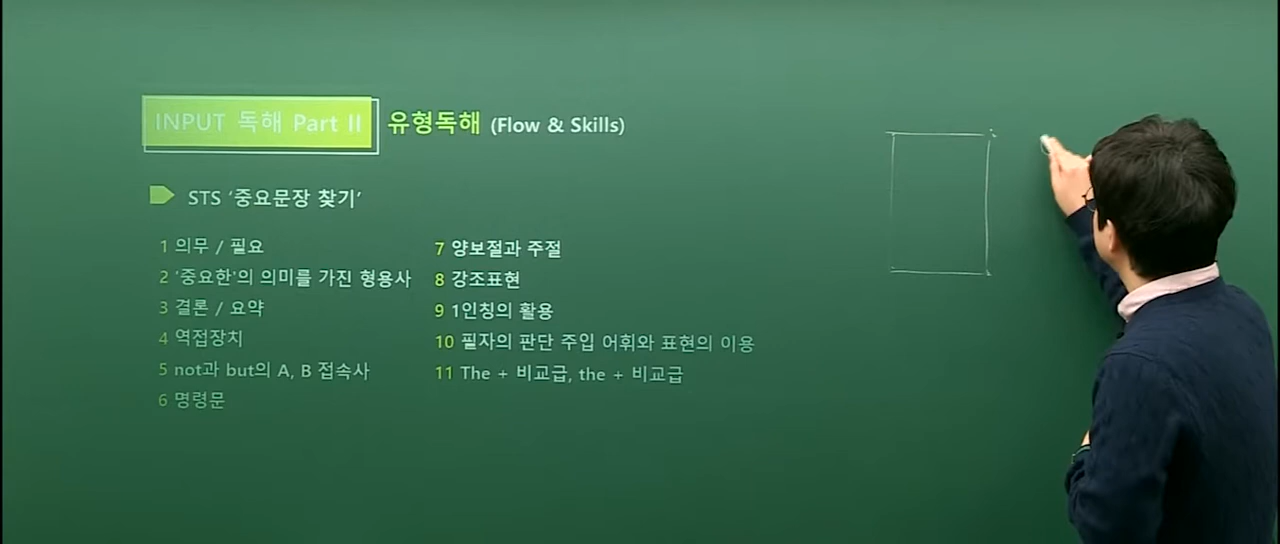 INPUT 독해 Part II 유형독해 (Flow & Skills)
STS ‘중요문장 찾기’
1 의무 / 필요
2 ‘중요한’의 의미를 가진 형용사
3 결론 / 요약
4 역접장치
5 not과 but의 A, B 접속사
6 명령문
7 양보절과 주절
8 강조표현
9 1인칭의 활용
10 필자의 판단 주입 어휘와 표현의 이용
11 The + 비교급, the + 비교급